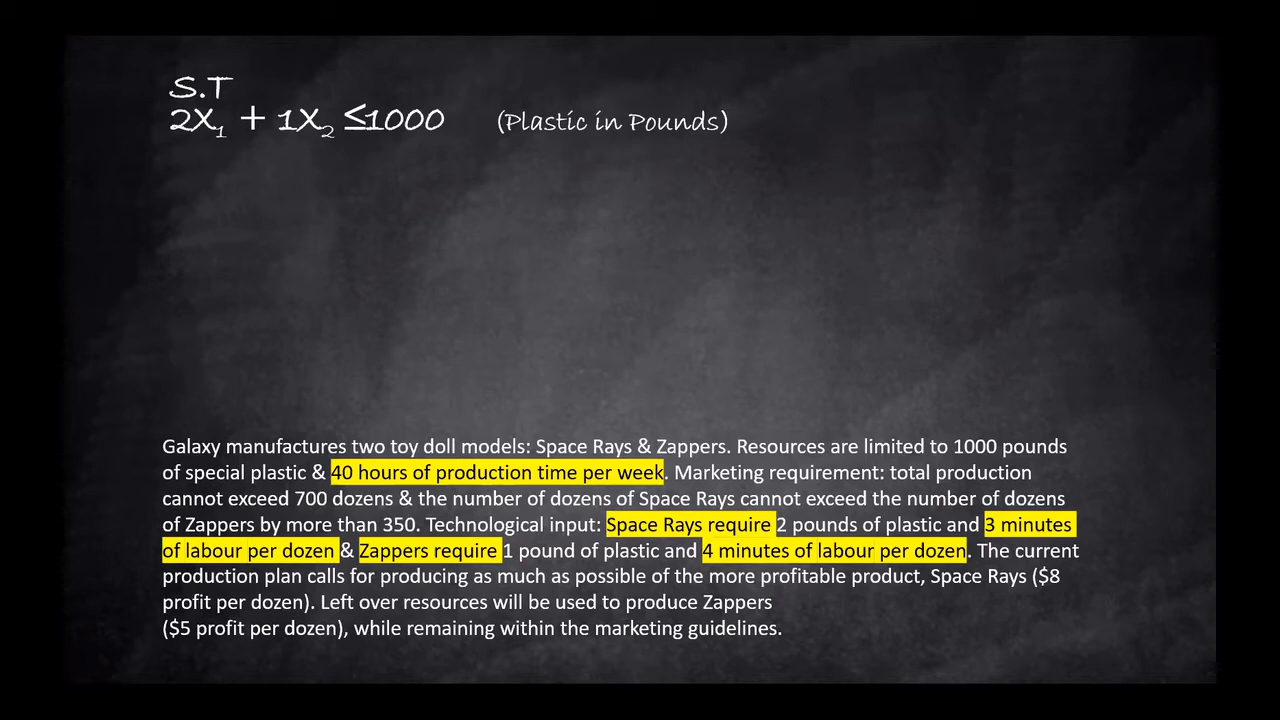 S.T
2X₁ + 1X₂ ≤1000 (Plastic in Pounds)
Galaxy manufactures two toy doll models: Space Rays & Zappers. Resources are limited to 1000 pounds
of special plastic & 40 hours of production time per week. Marketing requirement: total production
cannot exceed 700 dozens & the number of dozens of Space Rays cannot exceed the number of dozens
of Zappers by more than 350. Technological input: Space Rays require 2 pounds of plastic and 3 minutes
of labour per dozen & Zappers require 1 pound of plastic and 4 minutes of labour per dozen. The current
production plan calls for producing as much as possible of the more profitable product, Space Rays ($8
profit per dozen). Left over resources will be used to produce Zappers
($5 profit per dozen), while remaining within the marketing guidelines.